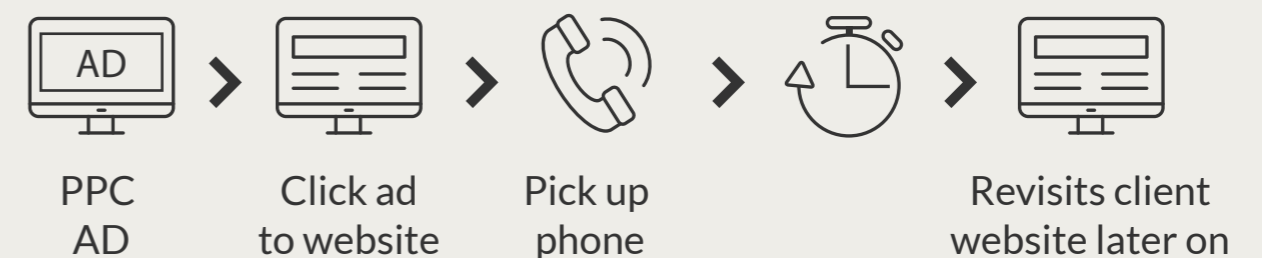 AD
PPC
AD
Click ad
to website
Pick up
phone
Revisits client
website later on